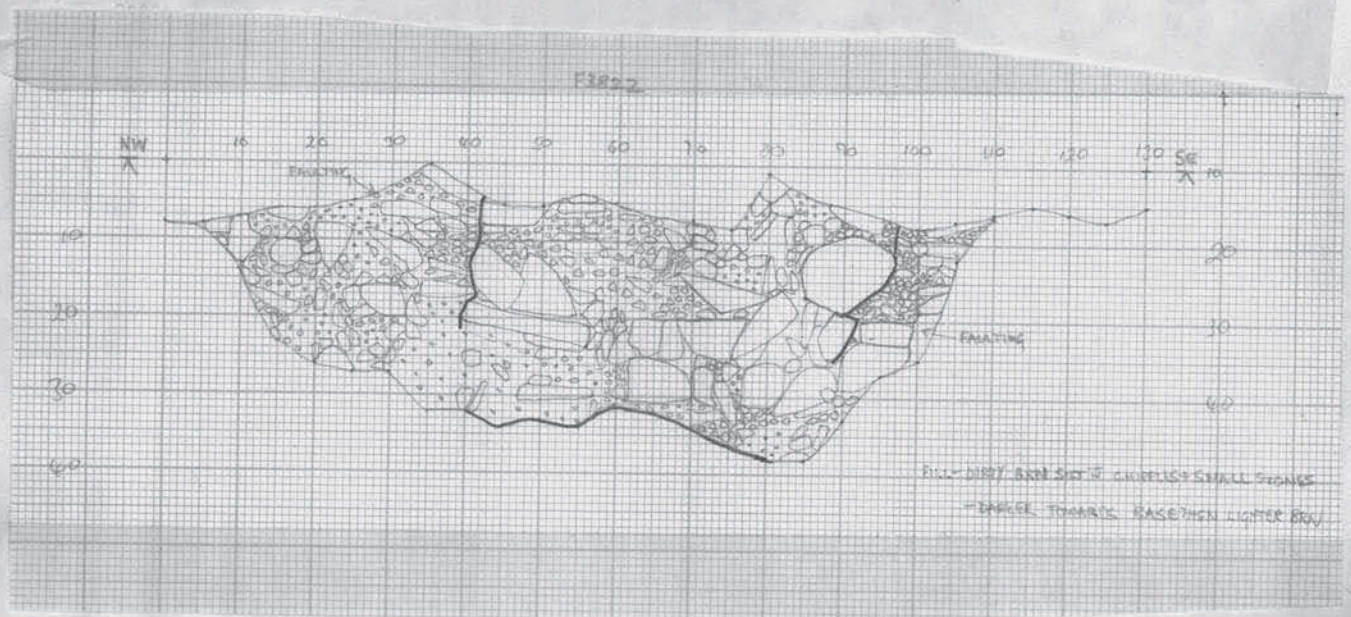 F3822
NW 10 20 30 40 50 60 70 80 90 100 110 120 130 SE
10
FAULTING
10
20
20
30
FAULTING
30
40
40
FILL - DIRTY BRN SILT & SMALL STONES
- DARKER TOWARDS BASE THEN LIGHTER BRN